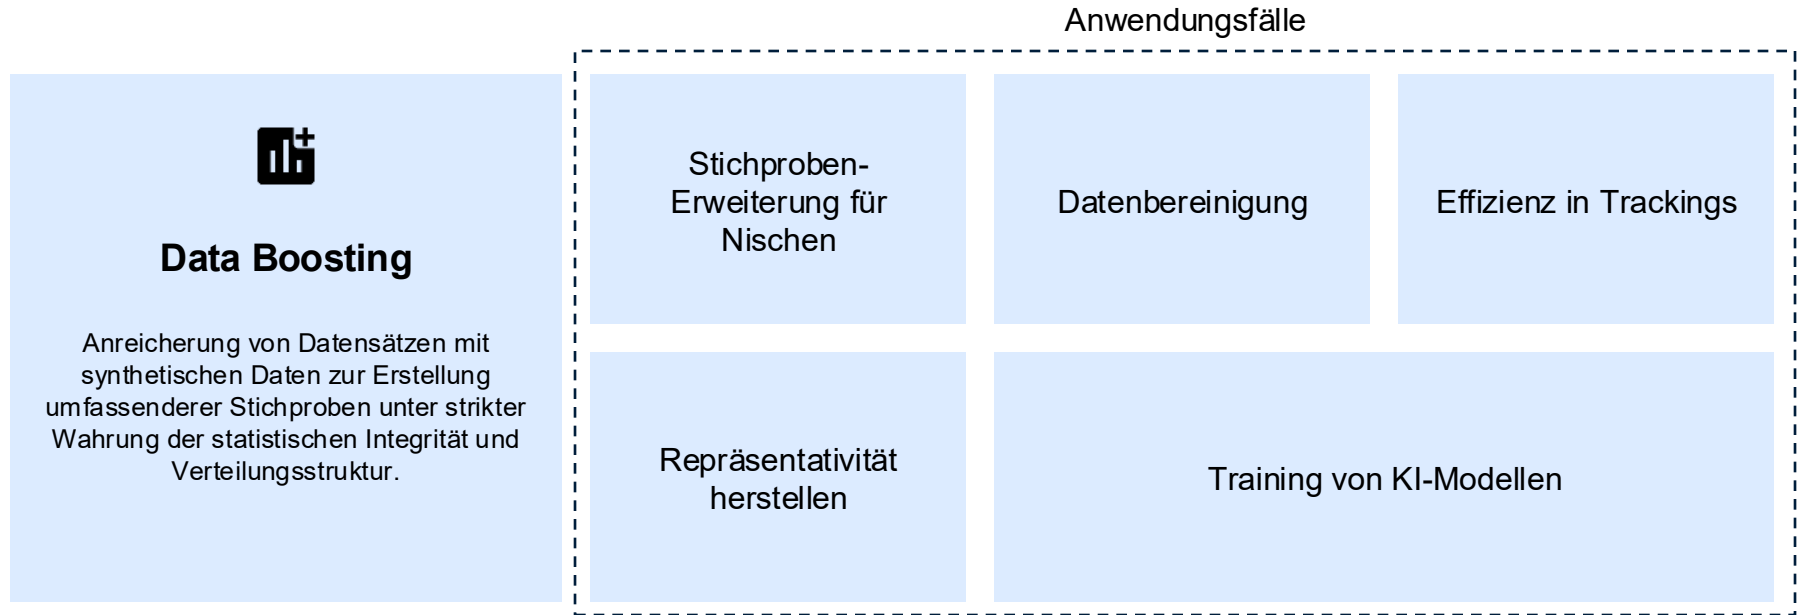 Anwendungsfälle
Data Boosting
Anreicherung von Datensätzen mit
synthetischen Daten zur Erstellung
umfassenderer Stichproben unter strikter
Wahrung der statistischen Integrität und
Verteilungsstruktur.
Stichproben-
Erweiterung für
Nischen
Datenbereinigung
Effizienz in Trackings
Repräsentativität
herstellen
Training von KI-Modellen